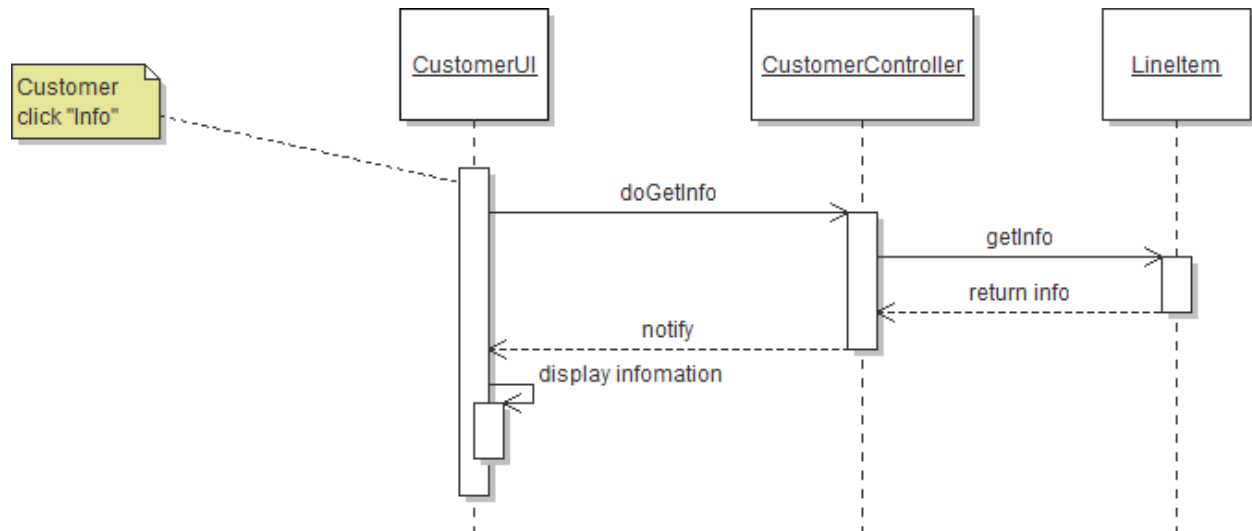 CustomerUI
CustomerController
LineItem
Customer
click "Info"
doGetInfo
getInfo
return info
notify
display infomation